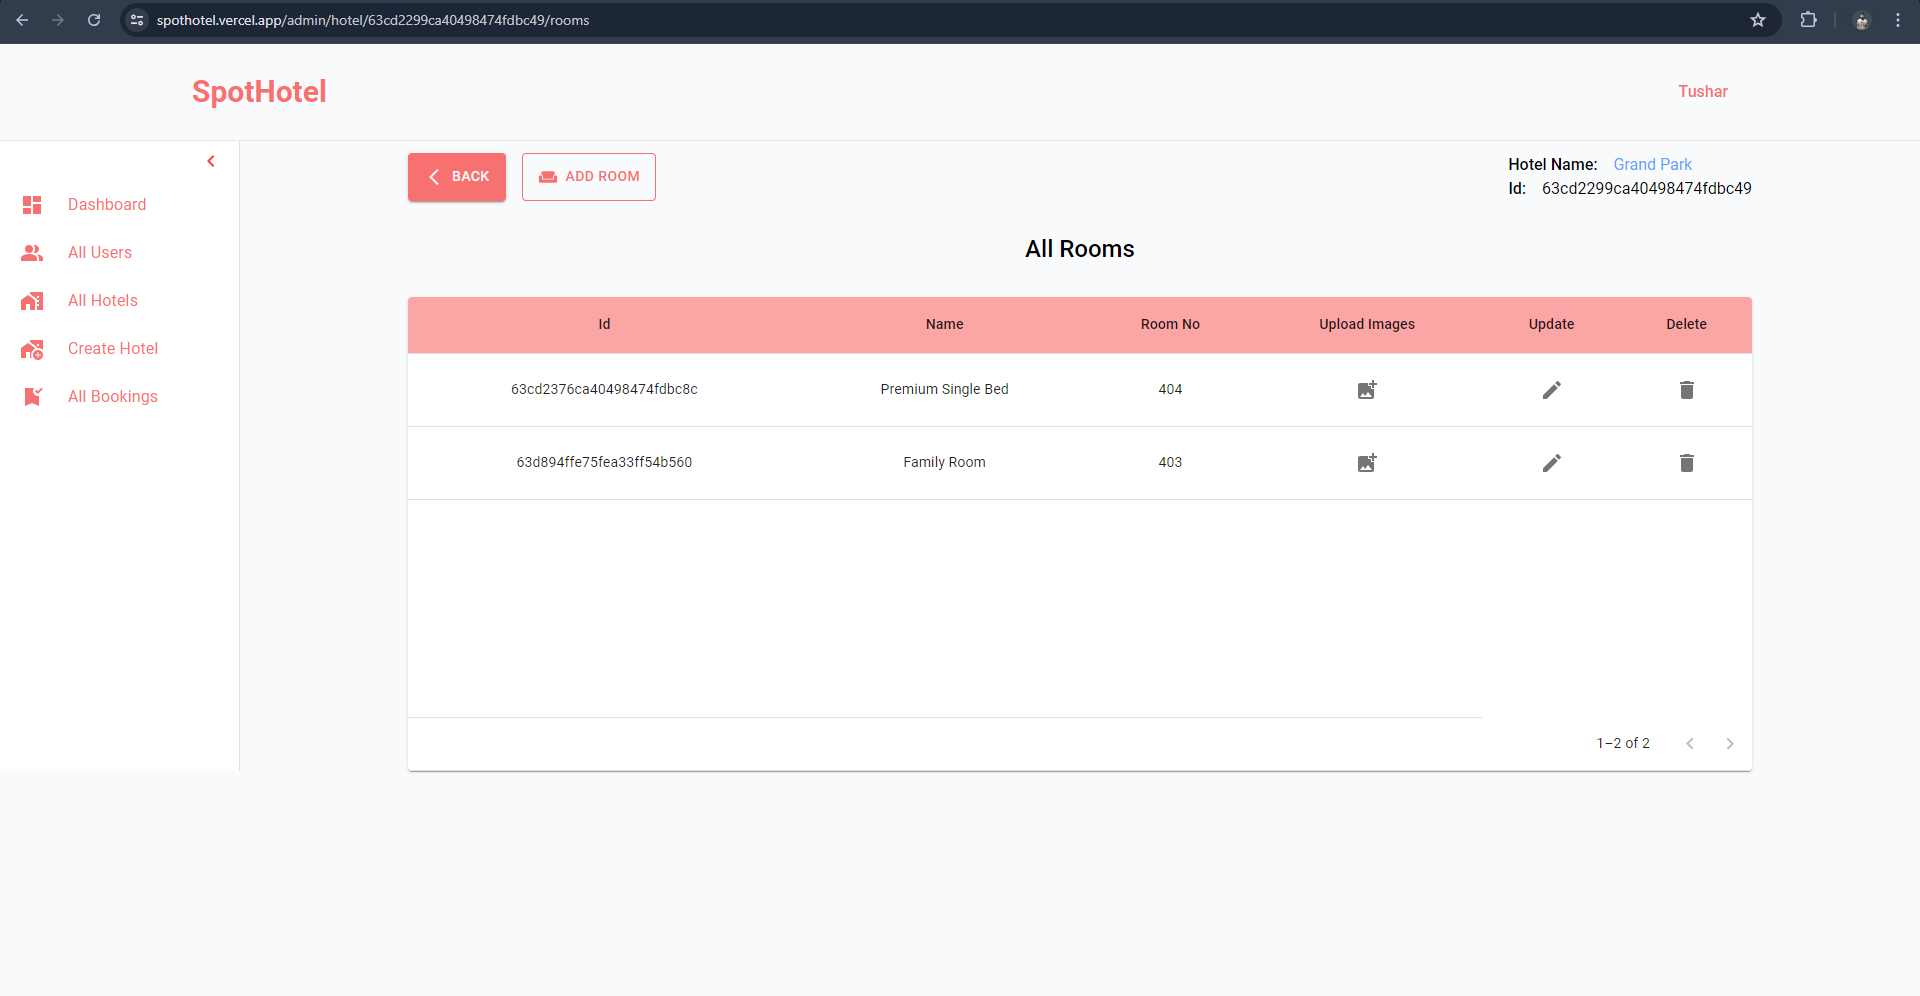 spothotel.vercel.app/admin/hotel/63cd2299ca40498474fdbc49/rooms
SpotHotel
Tushar
Dashboard
All Users
All Hotels
Create Hotel
All Bookings
BACK
ADD ROOM
Hotel Name: Grand Park
Id: 63cd2299ca40498474fdbc49
All Rooms
Id Name Room No Upload Images Update Delete
63cd2376ca40498474fdbc8c Premium Single Bed 404
63d894ffe75fea33ff54b560 Family Room 403
1–2 of 2